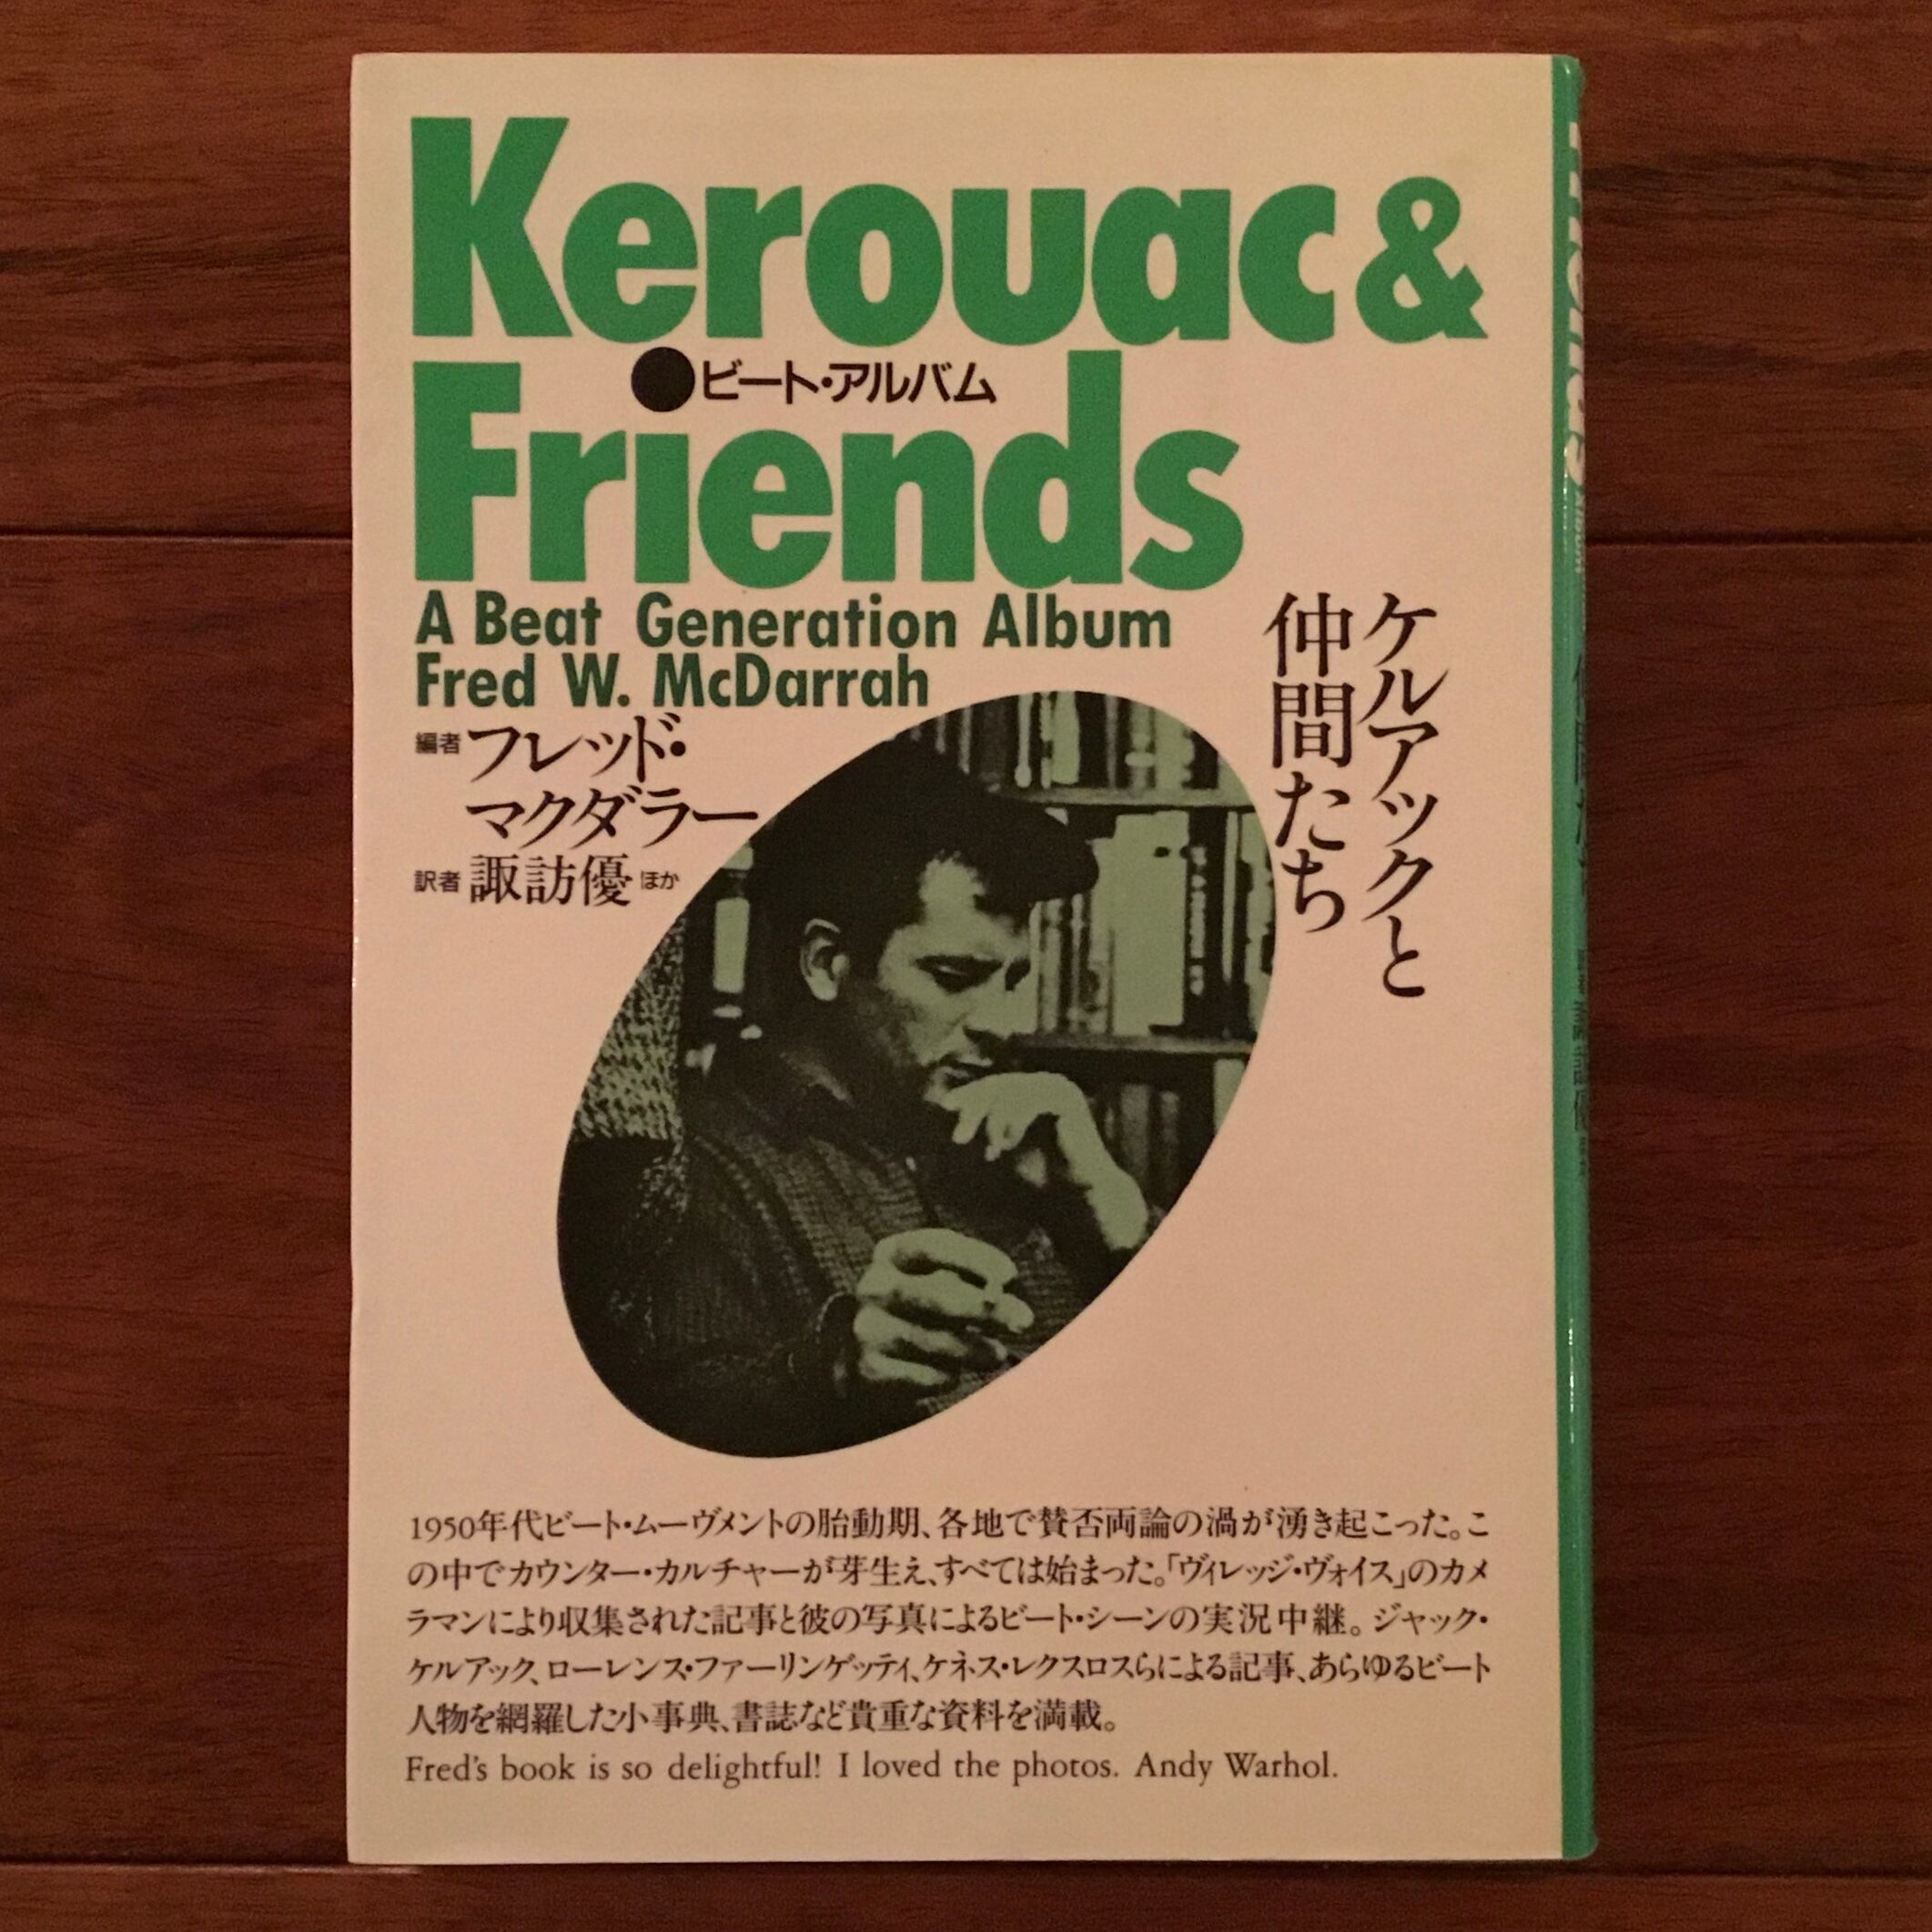 Kerouac &
●ビート・アルバム
Friends
A Beat Generation Album
Fred W. McDarrah
編者 フレッド・
マクダラー
訳者 諏訪優 ほか
ケルアックと
仲間たち
1950年代ビート・ムーヴメントの胎動期、各地で賛否両論の渦が湧き起こった。こ
の中でカウンター・カルチャーが芽生え、すべては始まった。「ヴィレッジ・ヴォイス」のカメ
ラマンにより収集された記事と彼の写真によるビート・シーンの実況中継。ジャック・
ケルアック、ローレンス・ファーリンゲッティ、ケネス・レクスロスらによる記事、あらゆるビート
人物を網羅した小事典、書誌など貴重な資料を満載。
Fred's book is so delightful! I loved the photos. Andy Warhol.